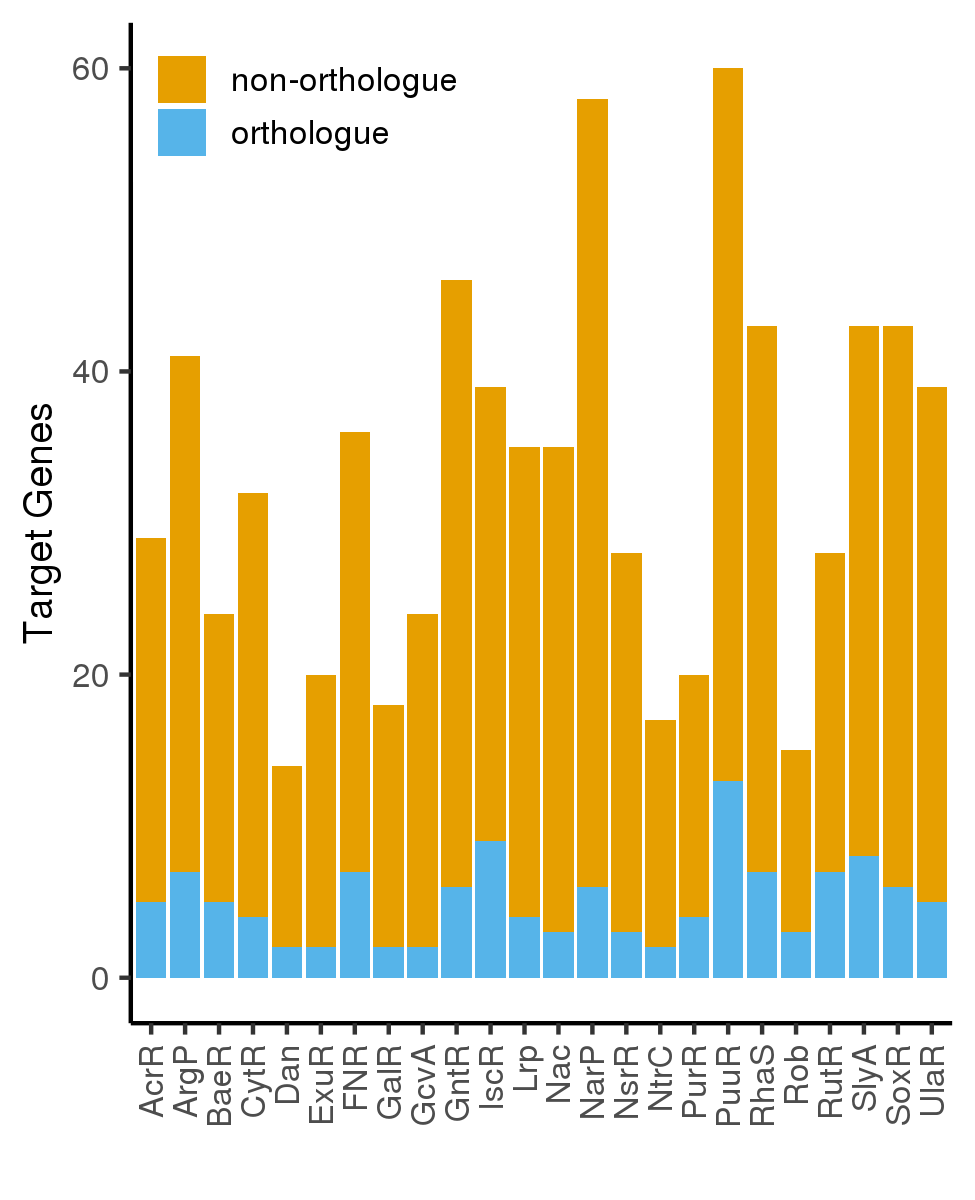 non-orthologue
orthologue
Target Genes
60
40
20
0
AcrR
ArgP
BaeR
CytR
Dan
ExuR
FNR
GalR
GcvA
GntR
IscR
Lrp
Nac
NarP
NsrR
NtrC
PurR
PuuR
RhaS
Rob
RutR
SlyA
SoxR
UlaR